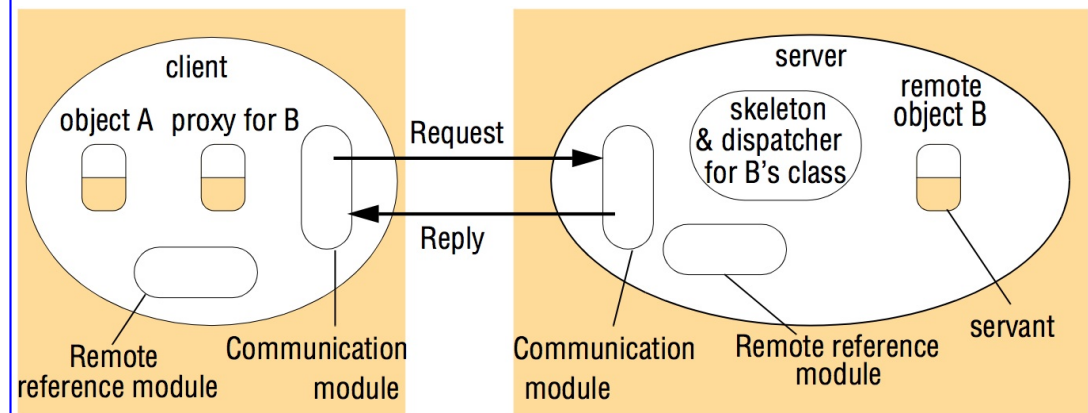 client
object A
proxy for B
Request
Reply
Remote
reference module
Communication
module
server
skeleton
& dispatcher
for B's class
remote
object B
Communication
module
Remote reference
module
servant